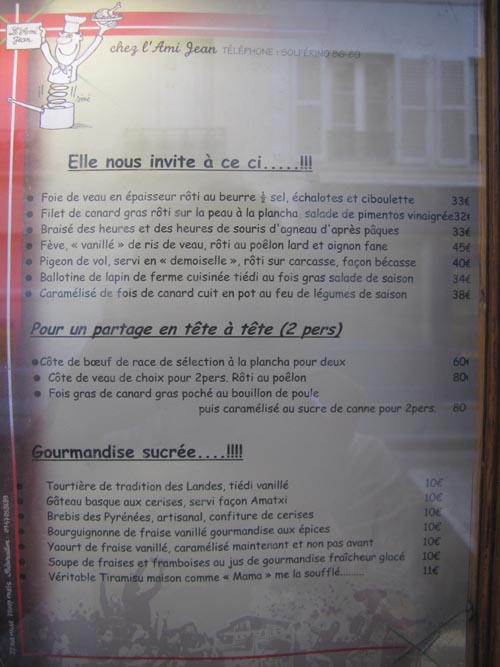 L'Ami
Jean
chez l'Ami Jean TÉLÉPHONE : SOLFÉRINO 86-89
Elle nous invite à ce ci.....!!!
Foie de veau en épaisseur rôti au beurre ½ sel, échalotes et ciboulette 33€
Filet de canard gras rôti sur la peau à la plancha, salade de pimentos vinaigrée 32€
Braisé des heures et des heures de souris d'agneau d'après pâques 33€
Fève, « vanillé » de ris de veau, rôti au poêlon lard et oignon fane 45€
Pigeon de vol, servi en « demoiselle », rôti sur carcasse, façon bécasse 40€
Ballotine de lapin de ferme cuisinée tiédi au fois gras salade de saison 34€
Caramélisé de fois de canard cuit en pot au feu de légumes de saison 38€
Pour un partage en tête à tête (2 pers)
Côte de bœuf de race de sélection à la plancha pour deux 60€
Côte de veau de choix pour 2pers. Rôti au poêlon 80€
Fois gras de canard gras poché au bouillon de poule
puis caramélisé au sucre de canne pour 2pers. 80
Gourmandise sucrée....!!!!
Tourtière de tradition des Landes, tiédi vanillé 10€
Gâteau basque aux cerises, servi façon Amatxi 10€
Brebis des Pyrénées, artisanal, confiture de cerises 10€
Bourguignonne de fraise vanillé gourmandise aux épices 10€
Yaourt de fraise vanillé, caramélisé maintenant et non pas avant 10€
Soupe de fraises et framboises au jus de gourmandise fraîcheur glacé 10€
Véritable Tiramisu maison comme « Mama » me la soufflé......... 11€